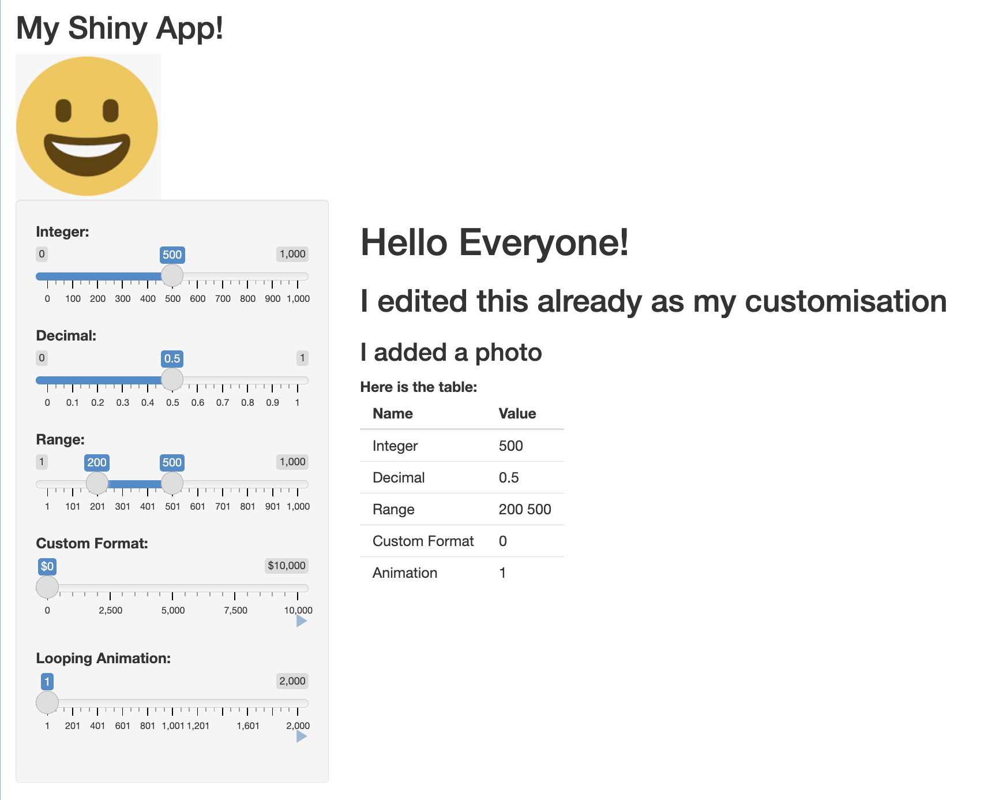 My Shiny App!
Integer:
0 500 1,000
0 100 200 300 400 500 600 700 800 900 1,000
Decimal:
0 0.5 1
0 0.1 0.2 0.3 0.4 0.5 0.6 0.7 0.8 0.9 1
Range:
1 200 500 1,000
1 101 201 301 401 501 601 701 801 901 1,000
Custom Format:
$0 $10,000
0 2,500 5,000 7,500 10,000
Looping Animation:
1 2,000
1 201 401 601 801 1,001 1,201 1,601 2,000
Hello Everyone!
I edited this already as my customisation
I added a photo
Here is the table:
Name Value
Integer 500
Decimal 0.5
Range 200 500
Custom Format 0
Animation 1